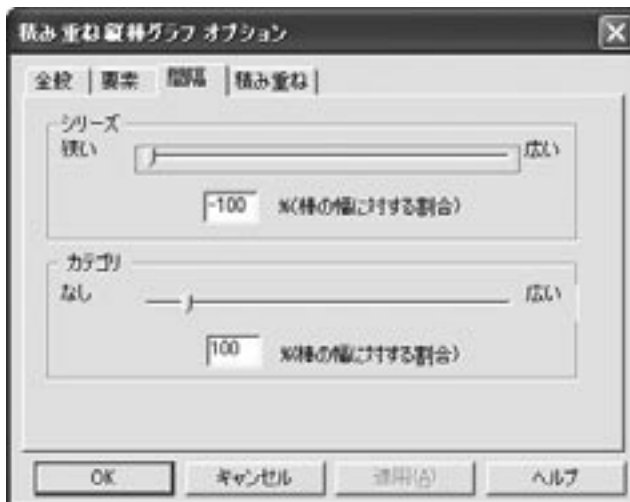 積み重ね縦棒グラフ オプション
全般 要素 間隔 積み重ね
シリーズ
狭い 広い
-100 %(棒の幅に対する割合)
カテゴリ
なし 広い
100 %(棒の幅に対する割合)
OK キャンセル 適用(A) ヘルプ